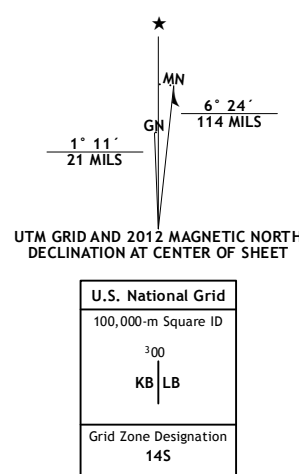 ★
MN
GN
6° 24´
114 MILS
1° 11´
21 MILS
UTM GRID AND 2012 MAGNETIC NORTH
DECLINATION AT CENTER OF SHEET
U.S. National Grid
100,000-m Square ID
³00
KB LB
Grid Zone Designation
14S